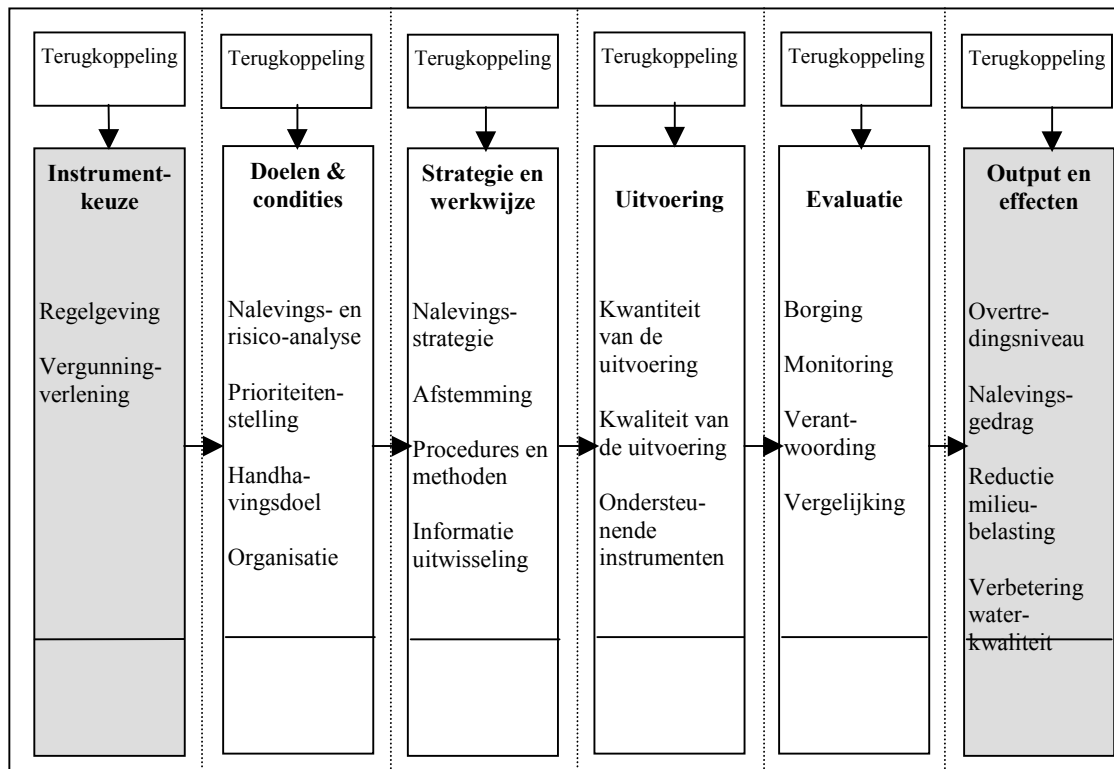 Terugkoppeling
Terugkoppeling
Terugkoppeling
Terugkoppeling
Terugkoppeling
Terugkoppeling
Instrument-
keuze
Regelgeving
Vergunning-
verlening
Doelen &
condities
Nalevings- en
risico-analyse
Prioriteiten-
stelling
Handha-
vingsdoel
Organisatie
Strategie en
werkwijze
Nalevings-
strategie
Afstemming
Procedures en
methoden
Informatie
uitwisseling
Uitvoering
Kwantiteit
van de
uitvoering
Kwaliteit van
de uitvoering
Ondersteu-
nende
instrumenten
Evaluatie
Borging
Monitoring
Verant-
woording
Vergelijking
Output en
effecten
Overtre-
dingsniveau
Nalevings-
gedrag
Reductie
milieu-
belasting
Verbetering
water-
kwaliteit